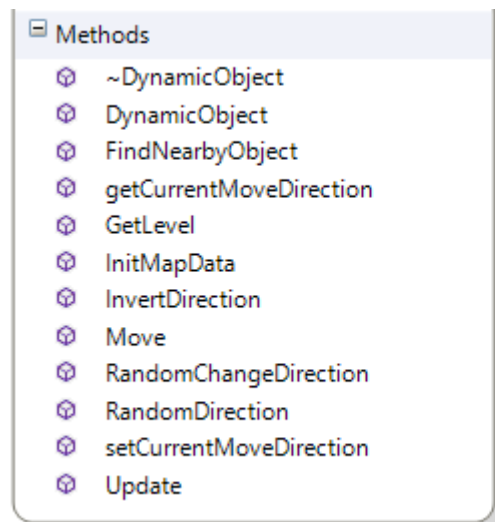 Methods
~DynamicObject
DynamicObject
FindNearbyObject
getCurrentMoveDirection
GetLevel
InitMapData
InvertDirection
Move
RandomChangeDirection
RandomDirection
setCurrentMoveDirection
Update